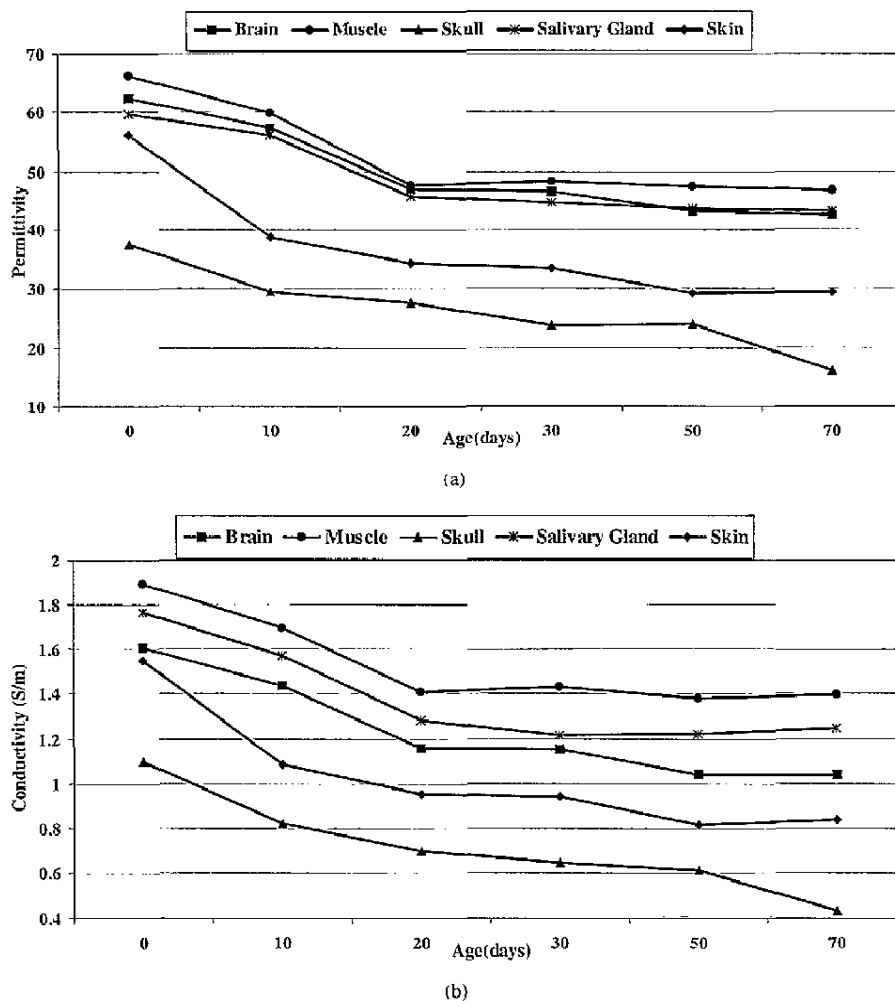 Brain Muscle Skull Salivary Gland Skin
70
60
50
40
30
20
10
Permittivity
0 10 20 30 50 70
Age(days)
(a)
Brain Muscle Skull Salivary Gland Skin
2
1.8
1.6
1.4
1.2
1
0.8
0.6
0.4
Conductivity (S/m)
0 10 20 30 50 70
Age(days)
(b)